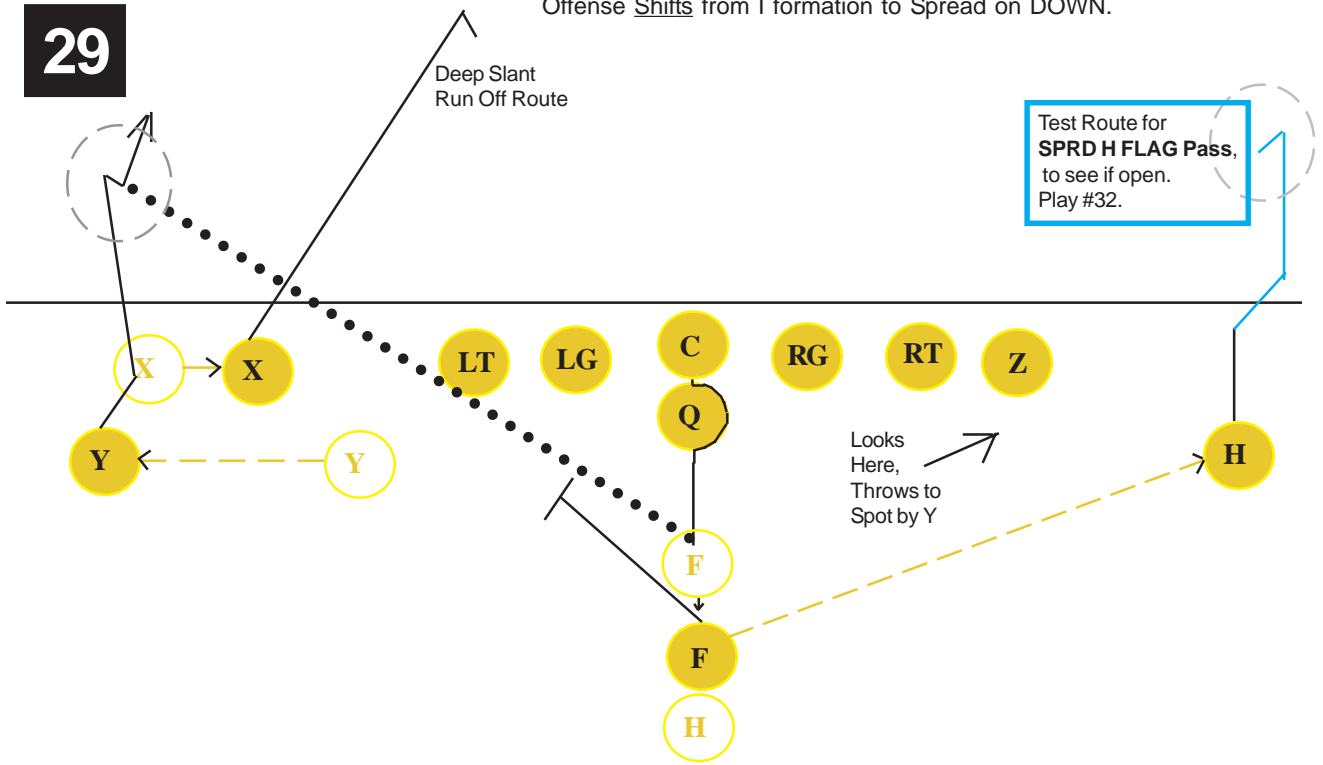 Offense Shifts from I formation to Spread on DOWN.
29
Deep Slant
Run Off Route
Test Route for
SPRD H FLAG Pass,
to see if open.
Play #32.
X
X
LT
LG
C
RG
RT
Z
Q
Y
Y
H
Looks
Here,
Throws to
Spot by Y
F
F
H